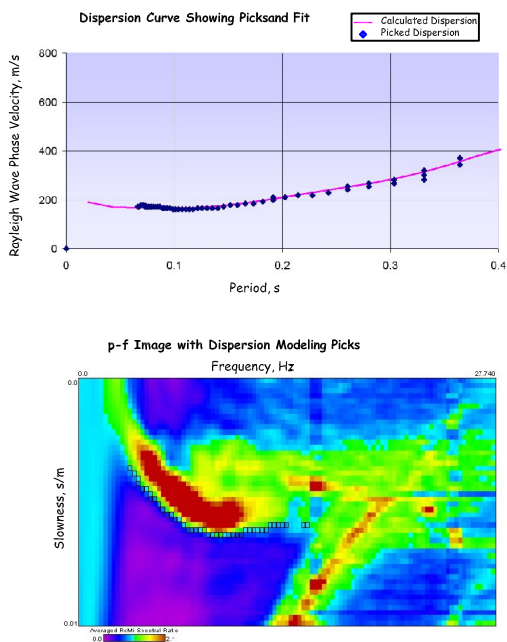 Dispersion Curve Showing Picksand Fit
Calculated Dispersion
Picked Dispersion
Rayleigh Wave Phase Velocity, m/s
800
600
400
200
0
0 0.1 0.2 0.3 0.4
Period, s
p-f Image with Dispersion Modeling Picks
Frequency, Hz
0.0 27.740
0.0
Slowness, s/m
0.01
Averaged ReMi Spectral Ratio
0.0 2.